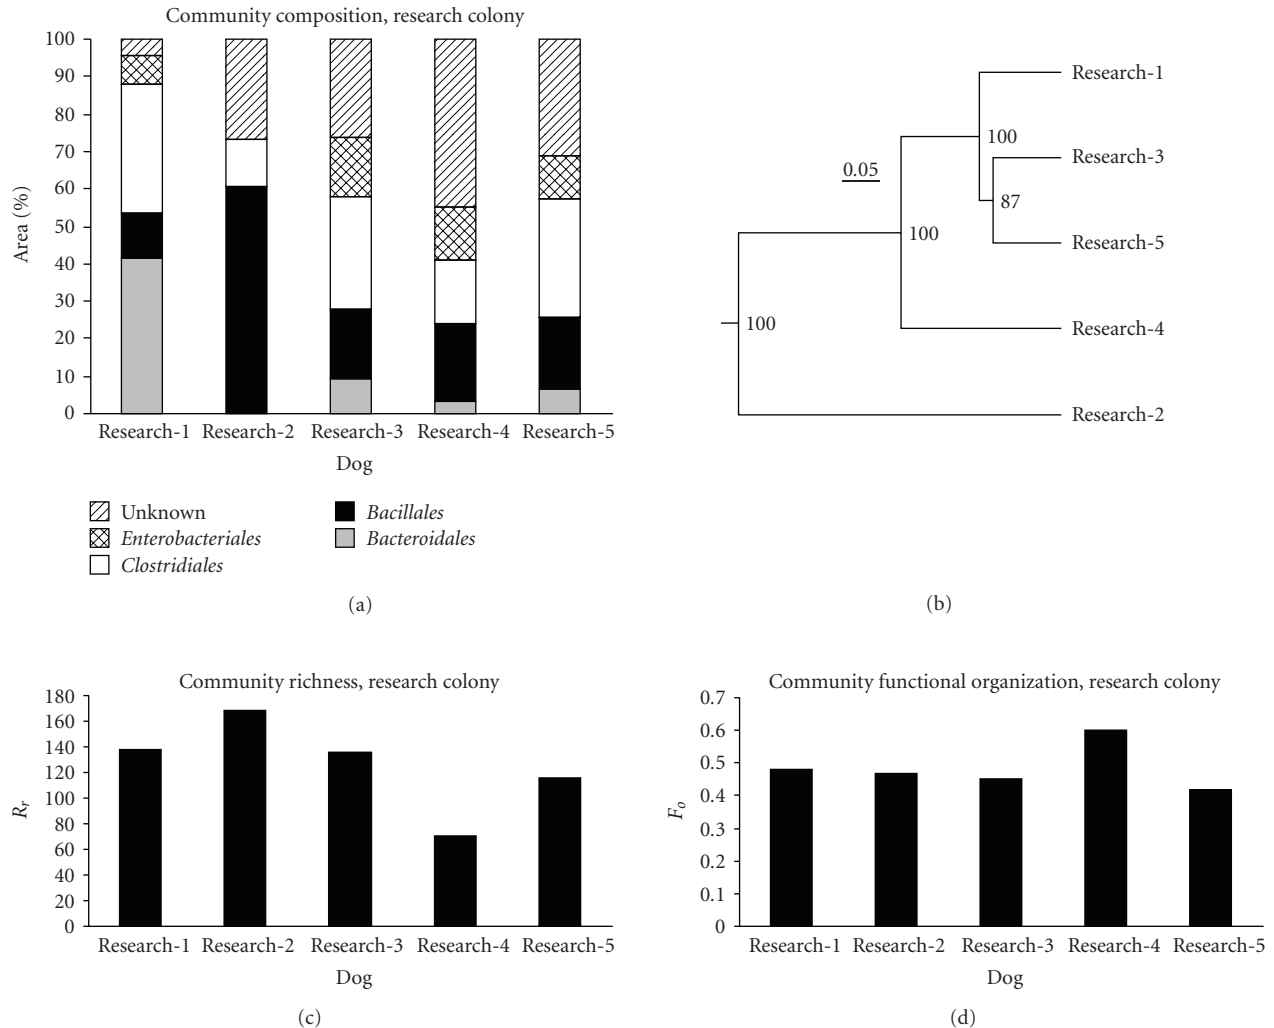 Community composition, research colony
100
90
80
70
60
50
40
30
20
10
0
Area (%)
Research-1 Research-2 Research-3 Research-4 Research-5
Dog
Unknown
Enterobacteriales
Clostridiales
Bacillales
Bacteroidales
(a)
0.05
100
100
100
87
Research-1
Research-3
Research-5
Research-4
Research-2
(b)
Community richness, research colony
180
160
140
120
100
80
60
40
20
0
Rr
Research-1 Research-2 Research-3 Research-4 Research-5
Dog
(c)
Community functional organization, research colony
0.7
0.6
0.5
0.4
0.3
0.2
0.1
0
Fo
Research-1 Research-2 Research-3 Research-4 Research-5
Dog
(d)